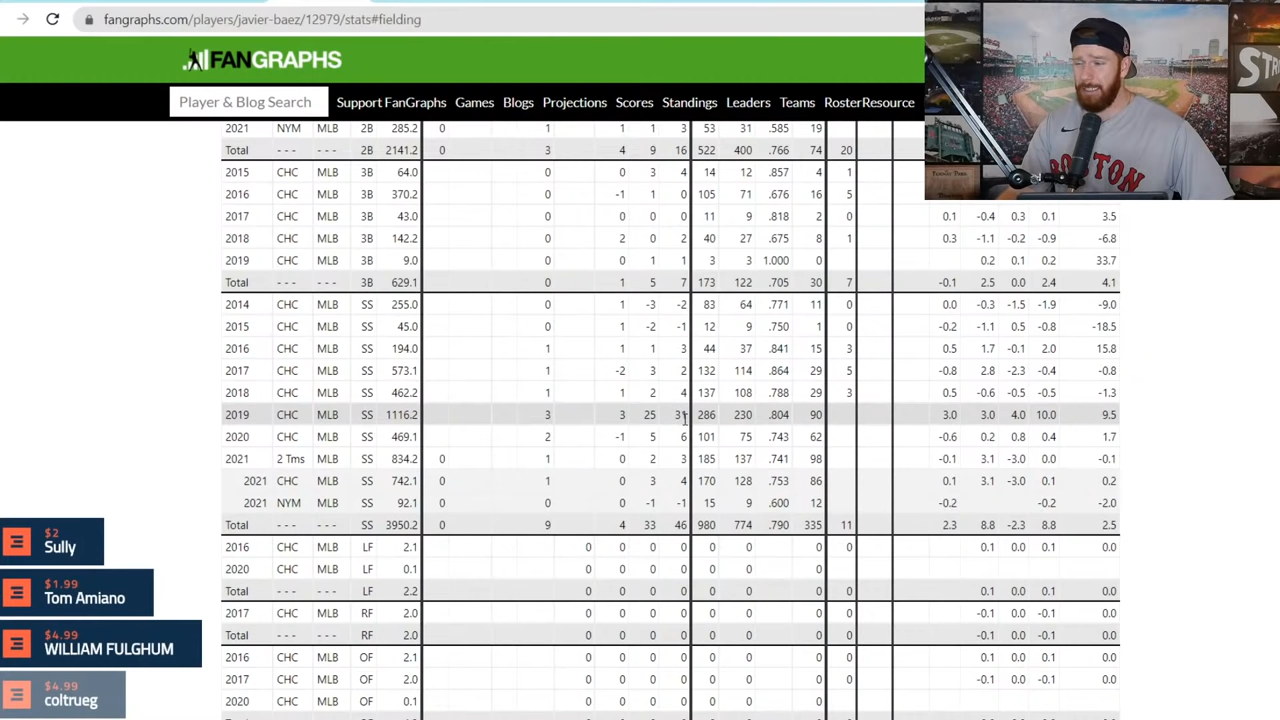 fangraphs.com/players/javier-baez/12979/stats#fielding
FANGRAPHS
Player & Blog Search Support FanGraphs Games Blogs Projections Scores Standings Leaders Teams RosterResource
2021 NYM MLB 2B 285.2 0 1 1 1 3 53 31 .585 19
Total - - - - - - 2B 2141.2 0 3 4 9 16 522 400 .766 74 20
2015 CHC MLB 3B 64.0 0 0 3 4 14 12 .857 4 1
2016 CHC MLB 3B 370.2 0 -1 1 0 105 71 .676 16 5
2017 CHC MLB 3B 43.0 0 0 0 0 11 9 .818 2 0 0.1 -0.4 0.3 0.1 3.5
2018 CHC MLB 3B 142.2 0 2 0 2 40 27 .675 8 1 0.3 -1.1 -0.2 -0.9 -6.8
2019 CHC MLB 3B 9.0 0 0 1 1 3 3 1.000 0 0.2 0.1 0.2 33.7
Total - - - - - - 3B 629.1 0 1 5 7 173 122 .705 30 7 -0.1 2.5 0.0 2.4 4.1
2014 CHC MLB SS 255.0 0 1 -3 -2 83 64 .771 11 0 0.0 -0.3 -1.5 -1.9 -9.0
2015 CHC MLB SS 45.0 0 1 -2 -1 12 9 .750 1 0 -0.2 -1.1 0.5 -0.8 -18.5
2016 CHC MLB SS 194.0 1 1 1 3 44 37 .841 15 3 0.5 1.7 -0.1 2.0 15.8
2017 CHC MLB SS 573.1 1 -2 3 2 132 114 .864 29 5 -0.8 2.8 -2.3 -0.4 -0.8
2018 CHC MLB SS 462.2 1 1 2 4 137 108 .788 29 3 0.5 -0.6 -0.5 -0.5 -1.3
2019 CHC MLB SS 1116.2 3 3 25 31 286 230 .804 90 3.0 3.0 4.0 10.0 9.5
2020 CHC MLB SS 469.1 2 -1 5 6 101 75 .743 62 -0.6 0.2 0.8 0.4 1.7
2021 2 Tms MLB SS 834.2 0 1 0 2 3 185 137 .741 98 -0.1 3.1 -3.0 0.0 -0.1
2021 CHC MLB SS 742.1 0 1 0 3 4 170 128 .753 86 0.1 3.1 -3.0 0.1 0.2
2021 NYM MLB SS 92.1 0 0 0 -1 -1 15 9 .600 12 -0.2 -0.2 -2.0
Total - - - - - - SS 3950.2 0 9 4 33 46 980 774 .790 335 11 2.3 8.8 -2.3 8.8 2.5
2016 CHC MLB LF 2.1 0 0 0 0 0 0 0 0 0.1 0.0 0.1 0.0
2020 CHC MLB LF 0.1 0 0 0 0 0 0 0
Total - - - - - - LF 2.2 0 0 0 0 0 0 0 0 0.1 0.0 0.1 0.0
2017 CHC MLB RF 2.0 0 0 0 0 0 0 0 0 -0.1 0.0 -0.1 0.0
Total - - - - - - RF 2.0 0 0 0 0 0 0 0 0 -0.1 0.0 -0.1 0.0
2016 CHC MLB OF 2.1 0 0 0 0 0 0 0 0 0.1 0.0 0.1 0.0
2017 CHC MLB OF 2.0 0 0 0 0 0 0 0 0 -0.1 0.0 -0.1 0.0
2020 CHC MLB OF 0.1 0 0 0 0 0 0 0
$2
Sully
$1.99
Tom Amiano
$4.99
WILLIAM FULGHUM
$4.99
coltrueg
BOSTON